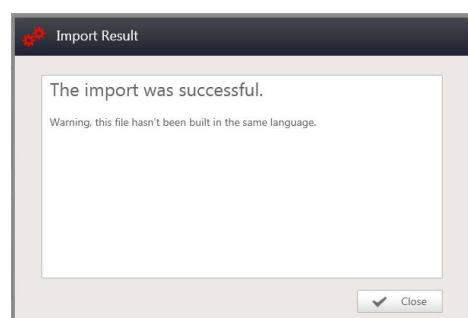 Import Result
The import was successful.
Warning, this file hasn't been built in the same language.
Close